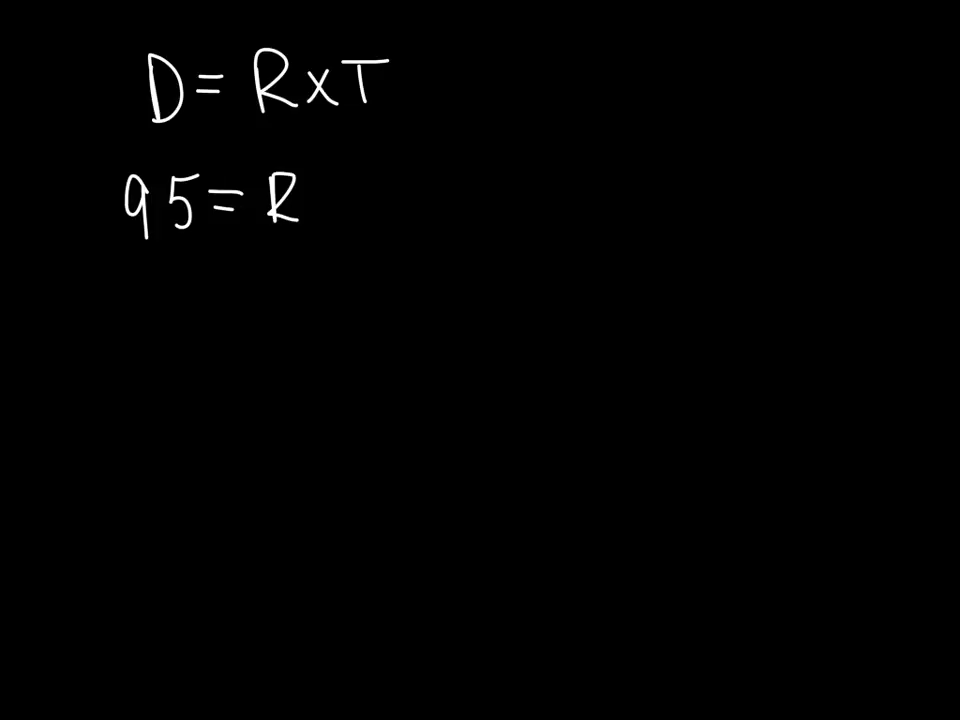 D = R x T
95 = R